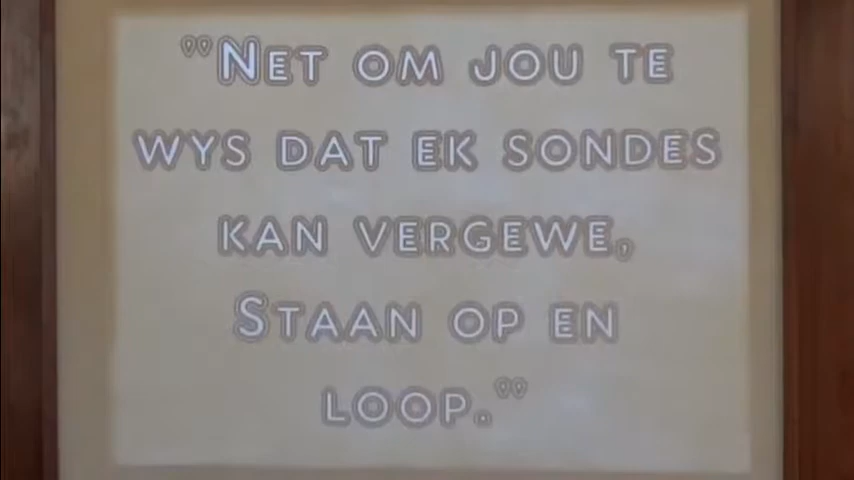 "Net om jou te
wys dat ek sondes
kan vergewe,
Staan op en
loop."